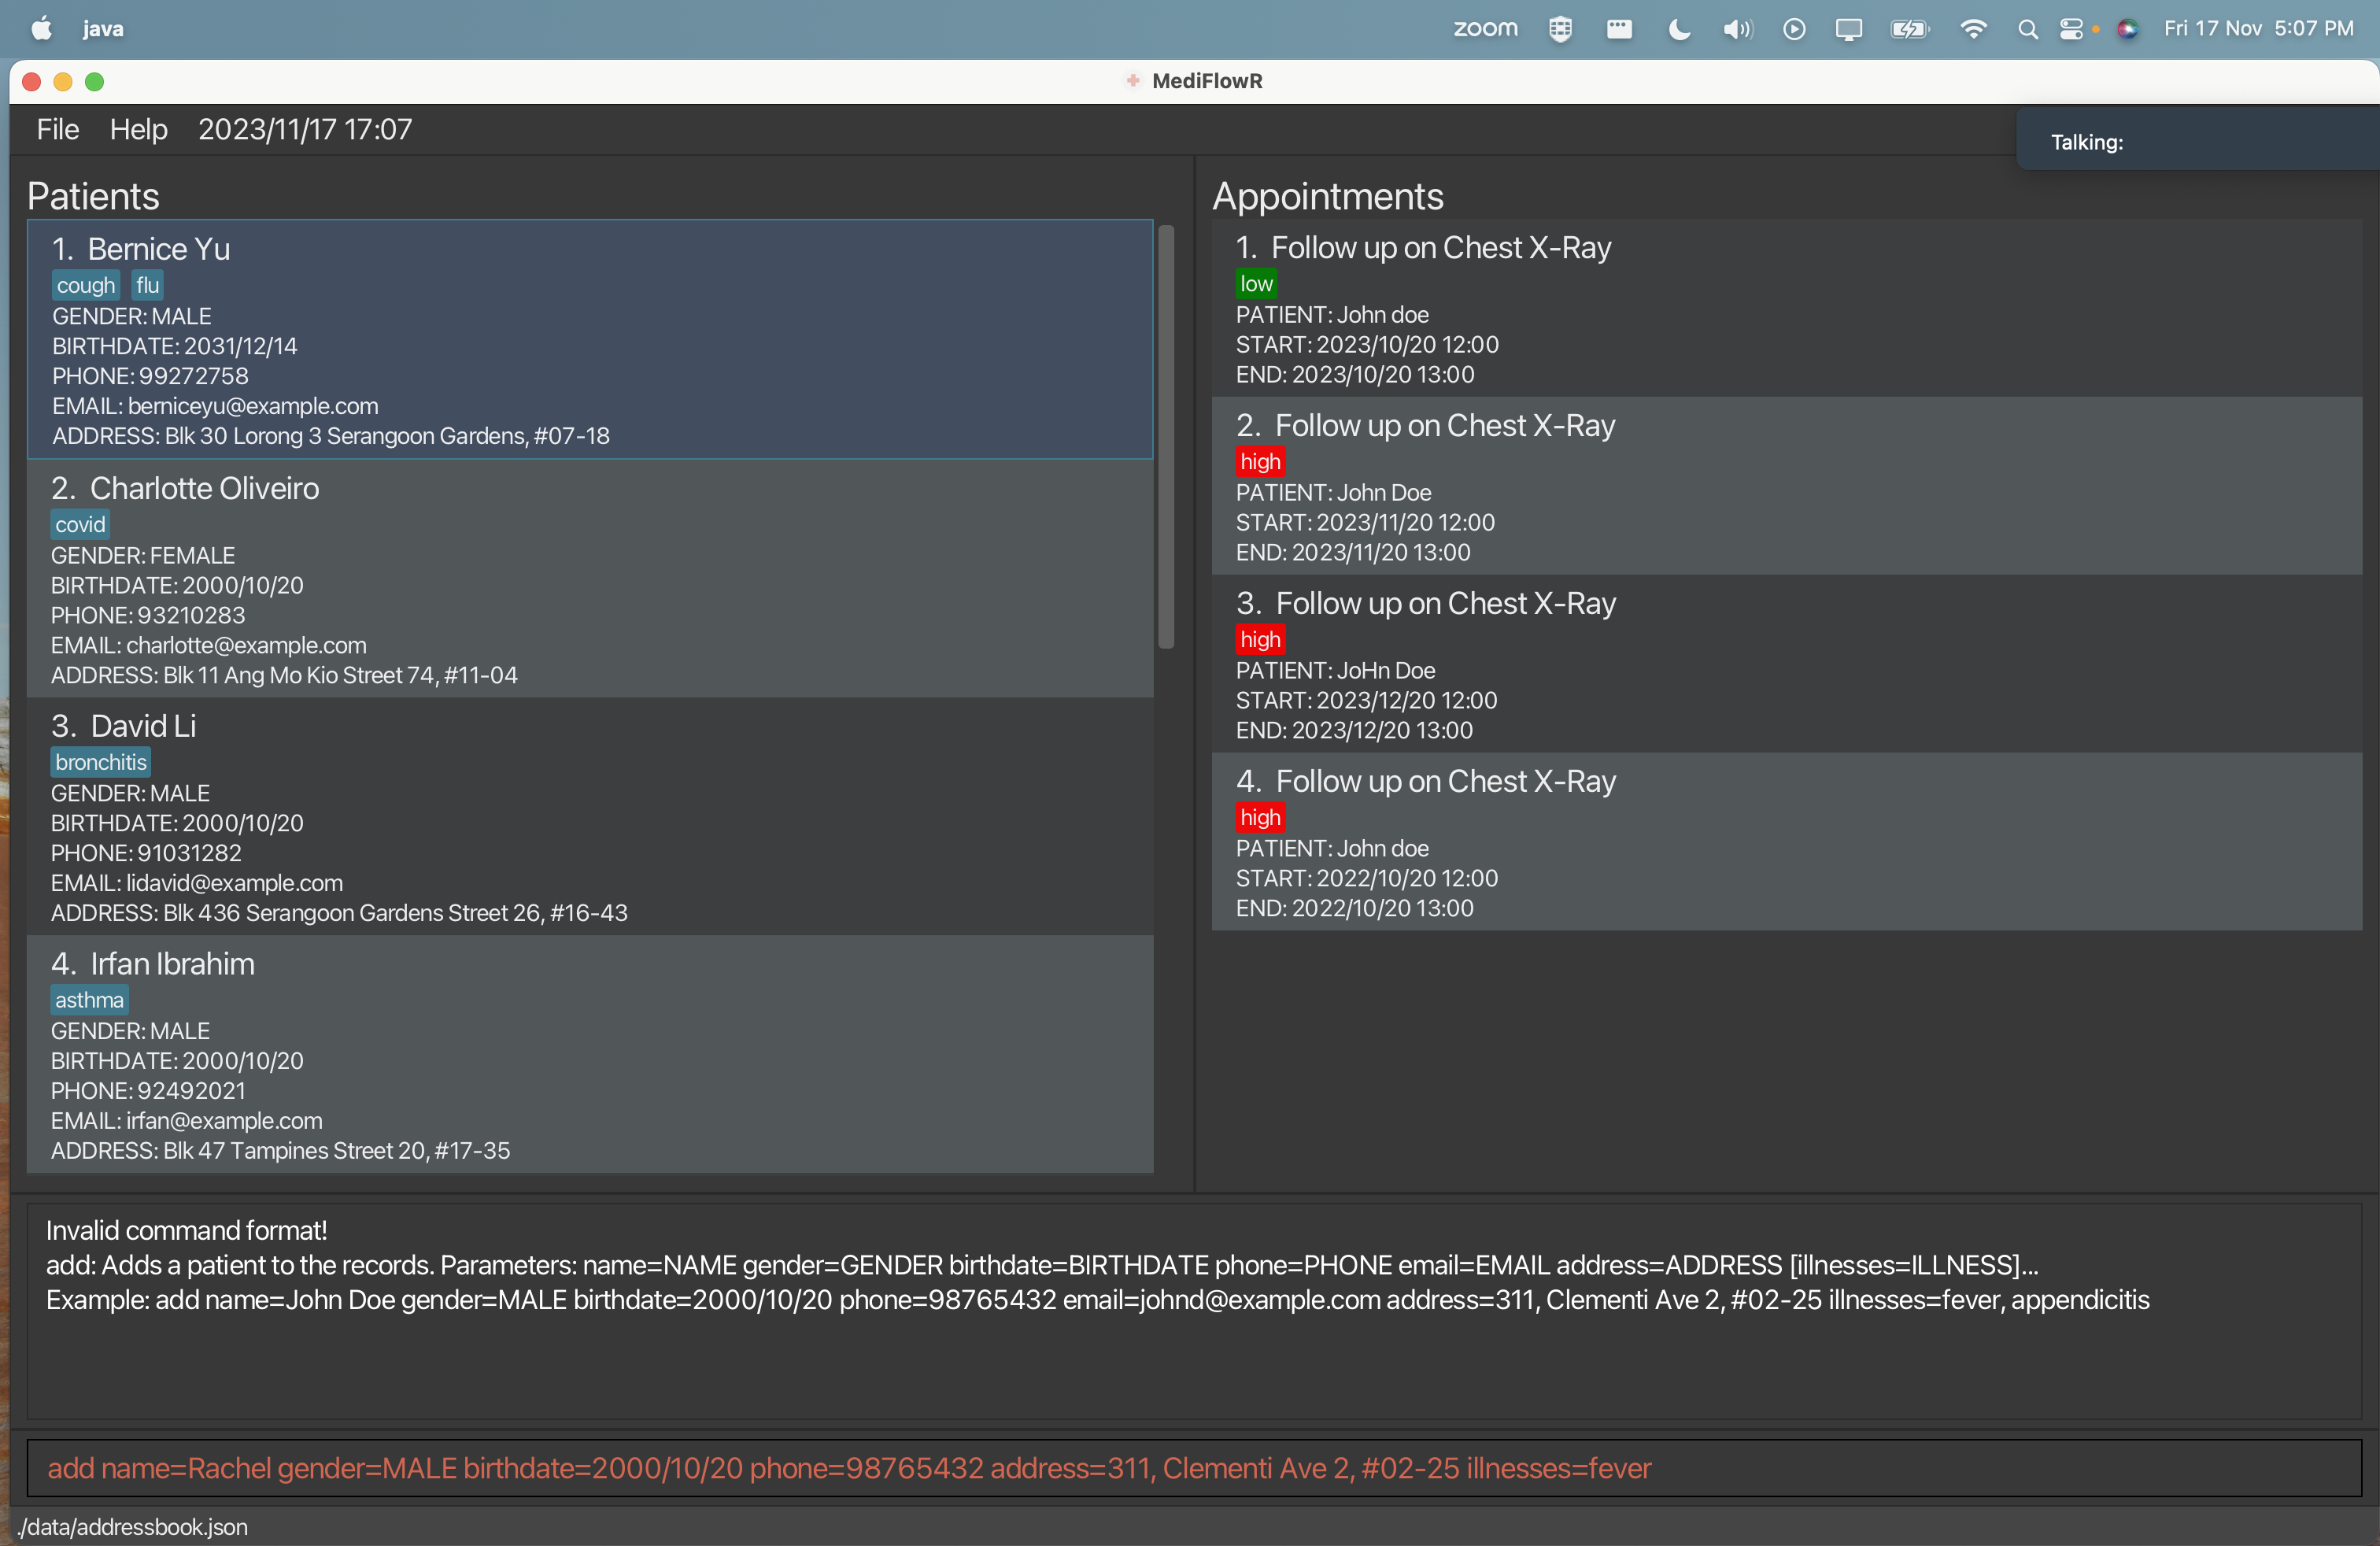 java
zoom
Fri 17 Nov 5:07 PM
MediFlowR
File Help 2023/11/17 17:07
Talking:
Patients
1. Bernice Yu
cough flu
GENDER: MALE
BIRTHDATE: 2031/12/14
PHONE: 99272758
EMAIL: berniceyu@example.com
ADDRESS: Blk 30 Lorong 3 Serangoon Gardens, #07-18
2. Charlotte Oliveiro
covid
GENDER: FEMALE
BIRTHDATE: 2000/10/20
PHONE: 93210283
EMAIL: charlotte@example.com
ADDRESS: Blk 11 Ang Mo Kio Street 74, #11-04
3. David Li
bronchitis
GENDER: MALE
BIRTHDATE: 2000/10/20
PHONE: 91031282
EMAIL: lidavid@example.com
ADDRESS: Blk 436 Serangoon Gardens Street 26, #16-43
4. Irfan Ibrahim
asthma
GENDER: MALE
BIRTHDATE: 2000/10/20
PHONE: 92492021
EMAIL: irfan@example.com
ADDRESS: Blk 47 Tampines Street 20, #17-35
Appointments
1. Follow up on Chest X-Ray
low
PATIENT: John doe
START: 2023/10/20 12:00
END: 2023/10/20 13:00
2. Follow up on Chest X-Ray
high
PATIENT: John Doe
START: 2023/11/20 12:00
END: 2023/11/20 13:00
3. Follow up on Chest X-Ray
high
PATIENT: JoHn Doe
START: 2023/12/20 12:00
END: 2023/12/20 13:00
4. Follow up on Chest X-Ray
high
PATIENT: John doe
START: 2022/10/20 12:00
END: 2022/10/20 13:00
Invalid command format!
add: Adds a patient to the records. Parameters: name=NAME gender=GENDER birthdate=BIRTHDATE phone=PHONE email=EMAIL address=ADDRESS [illnesses=ILLNESS]...
Example: add name=John Doe gender=MALE birthdate=2000/10/20 phone=98765432 email=johnd@example.com address=311, Clementi Ave 2, #02-25 illnesses=fever, appendicitis
add name=Rachel gender=MALE birthdate=2000/10/20 phone=98765432 address=311, Clementi Ave 2, #02-25 illnesses=fever
./data/addressbook.json